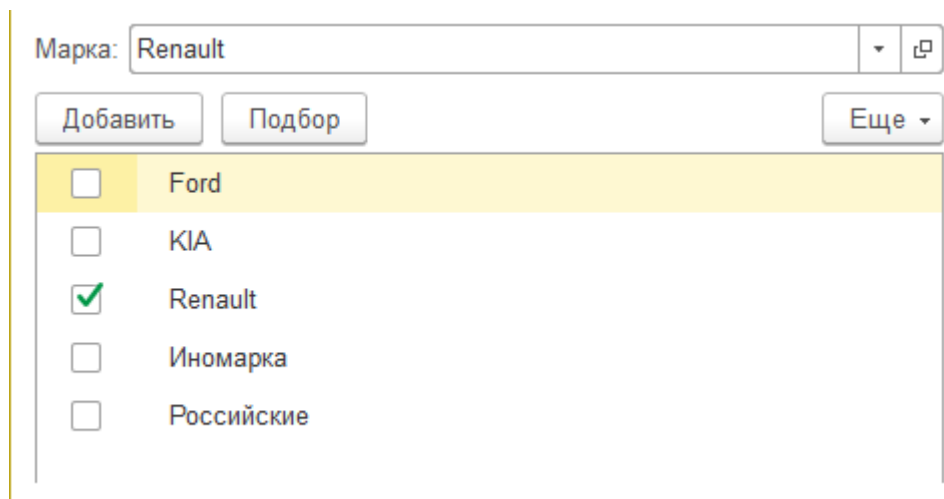 Марка: Renault
Добавить Подбор Еще
Ford
KIA
Renault
Иномарка
Российские